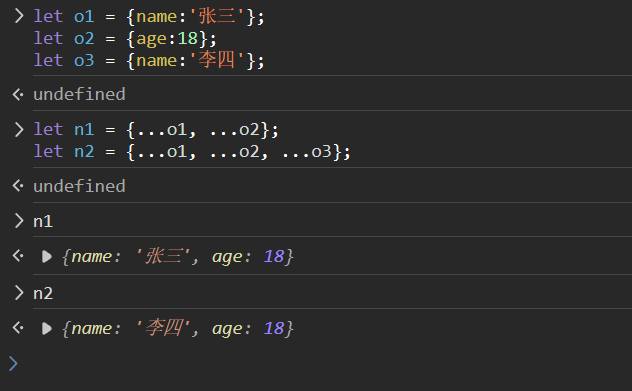 let o1 = {name:'张三'};
let o2 = {age:18};
let o3 = {name:'李四'};
undefined
let n1 = {...o1, ...o2};
let n2 = {...o1, ...o2, ...o3};
undefined
n1
{name: '张三', age: 18}
n2
{name: '李四', age: 18}